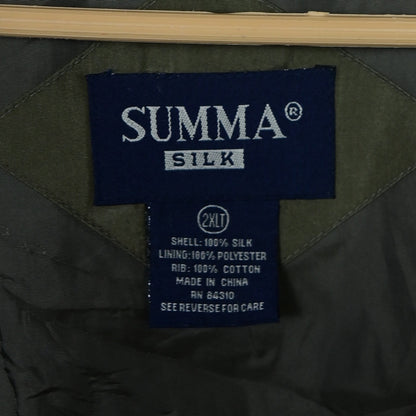 SUMMA®
SILK
2XLT
SHELL: 100% SILK
LINING: 100% POLYESTER
RIB: 100% COTTON
MADE IN CHINA
RN 84310
SEE REVERSE FOR CARE